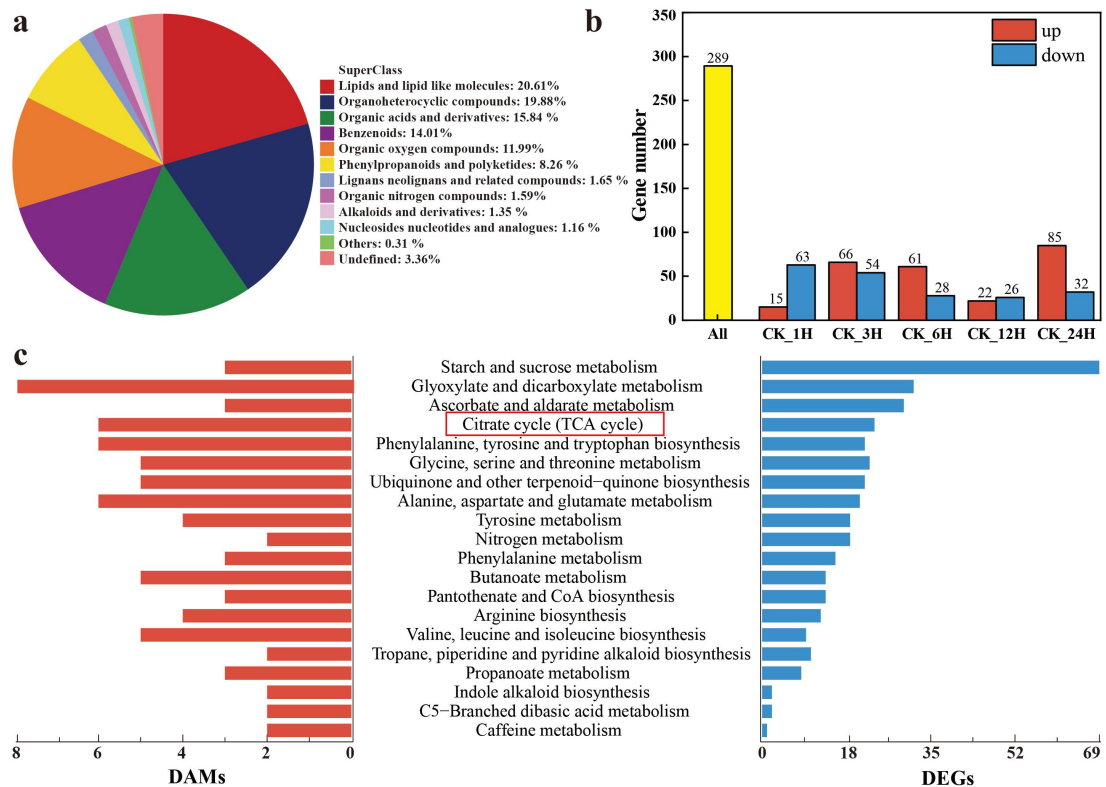 a
SuperClass
Lipids and lipid like molecules: 20.61%
Organoheterocyclic compounds: 19.88%
Organic acids and derivatives: 15.84 %
Benzenoids: 14.01%
Organic oxygen compounds: 11.99%
Phenylpropanoids and polyketides: 8.26 %
Lignans neolignans and related compounds: 1.65 %
Organic nitrogen compounds: 1.59%
Alkaloids and derivatives: 1.35 %
Nucleosides nucleotides and analogues: 1.16 %
Others: 0.31 %
Undefined: 3.36%
b
Gene number
350
300
250
200
150
100
50
0
up
down
289
15
63
66
54
61
28
22
26
85
32
All CK_1H CK_3H CK_6H CK_12H CK_24H
c
Starch and sucrose metabolism
Glyoxylate and dicarboxylate metabolism
Ascorbate and aldarate metabolism
Citrate cycle (TCA cycle)
Phenylalanine, tyrosine and tryptophan biosynthesis
Glycine, serine and threonine metabolism
Ubiquinone and other terpenoid−quinone biosynthesis
Alanine, aspartate and glutamate metabolism
Tyrosine metabolism
Nitrogen metabolism
Phenylalanine metabolism
Butanoate metabolism
Pantothenate and CoA biosynthesis
Arginine biosynthesis
Valine, leucine and isoleucine biosynthesis
Tropane, piperidine and pyridine alkaloid biosynthesis
Propanoate metabolism
Indole alkaloid biosynthesis
C5−Branched dibasic acid metabolism
Caffeine metabolism
8 6 4 2 0
DAMs
0 18 35 52 69
DEGs